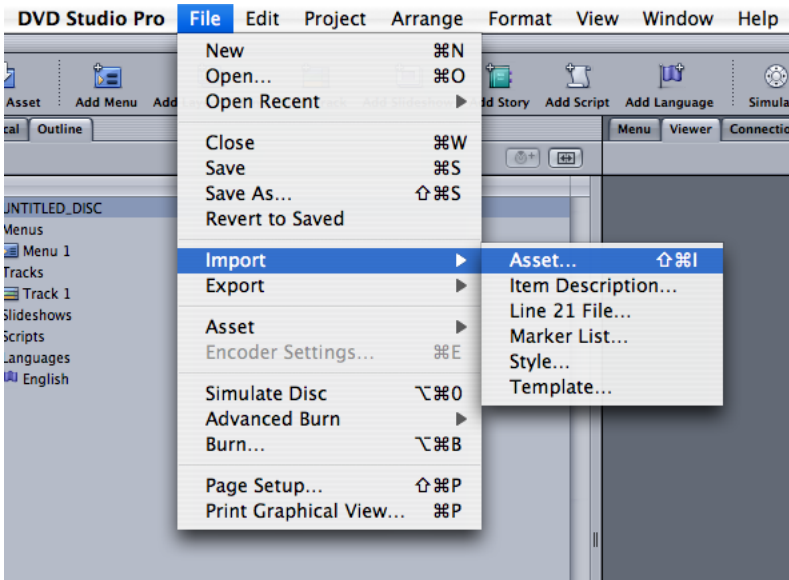 DVD Studio Pro File Edit Project Arrange Format View Window Help
Asset Add Menu Add Add Story Add Script Add Language Simula
cal Outline Menu Viewer Connectio
New ⌘N
Open... ⌘O
Open Recent
Close ⌘W
Save ⌘S
Save As... ⇧⌘S
Revert to Saved
Import
Export
Asset
Encoder Settings... ⌘E
Simulate Disc ⌥⌘0
Advanced Burn
Burn... ⌥⌘B
Page Setup... ⇧⌘P
Print Graphical View... ⌘P
Asset... ⇧⌘I
Item Description...
Line 21 File...
Marker List...
Style...
Template...
UNTITLED_DISC
Menus
Menu 1
Tracks
Track 1
Slideshows
Scripts
Languages
English